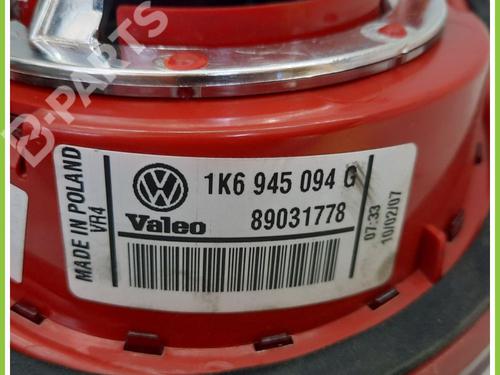 B-PARTS
MADE IN POLAND
VR4
1K6 945 094 G
Valeo
89031778
07:33
10/02/07